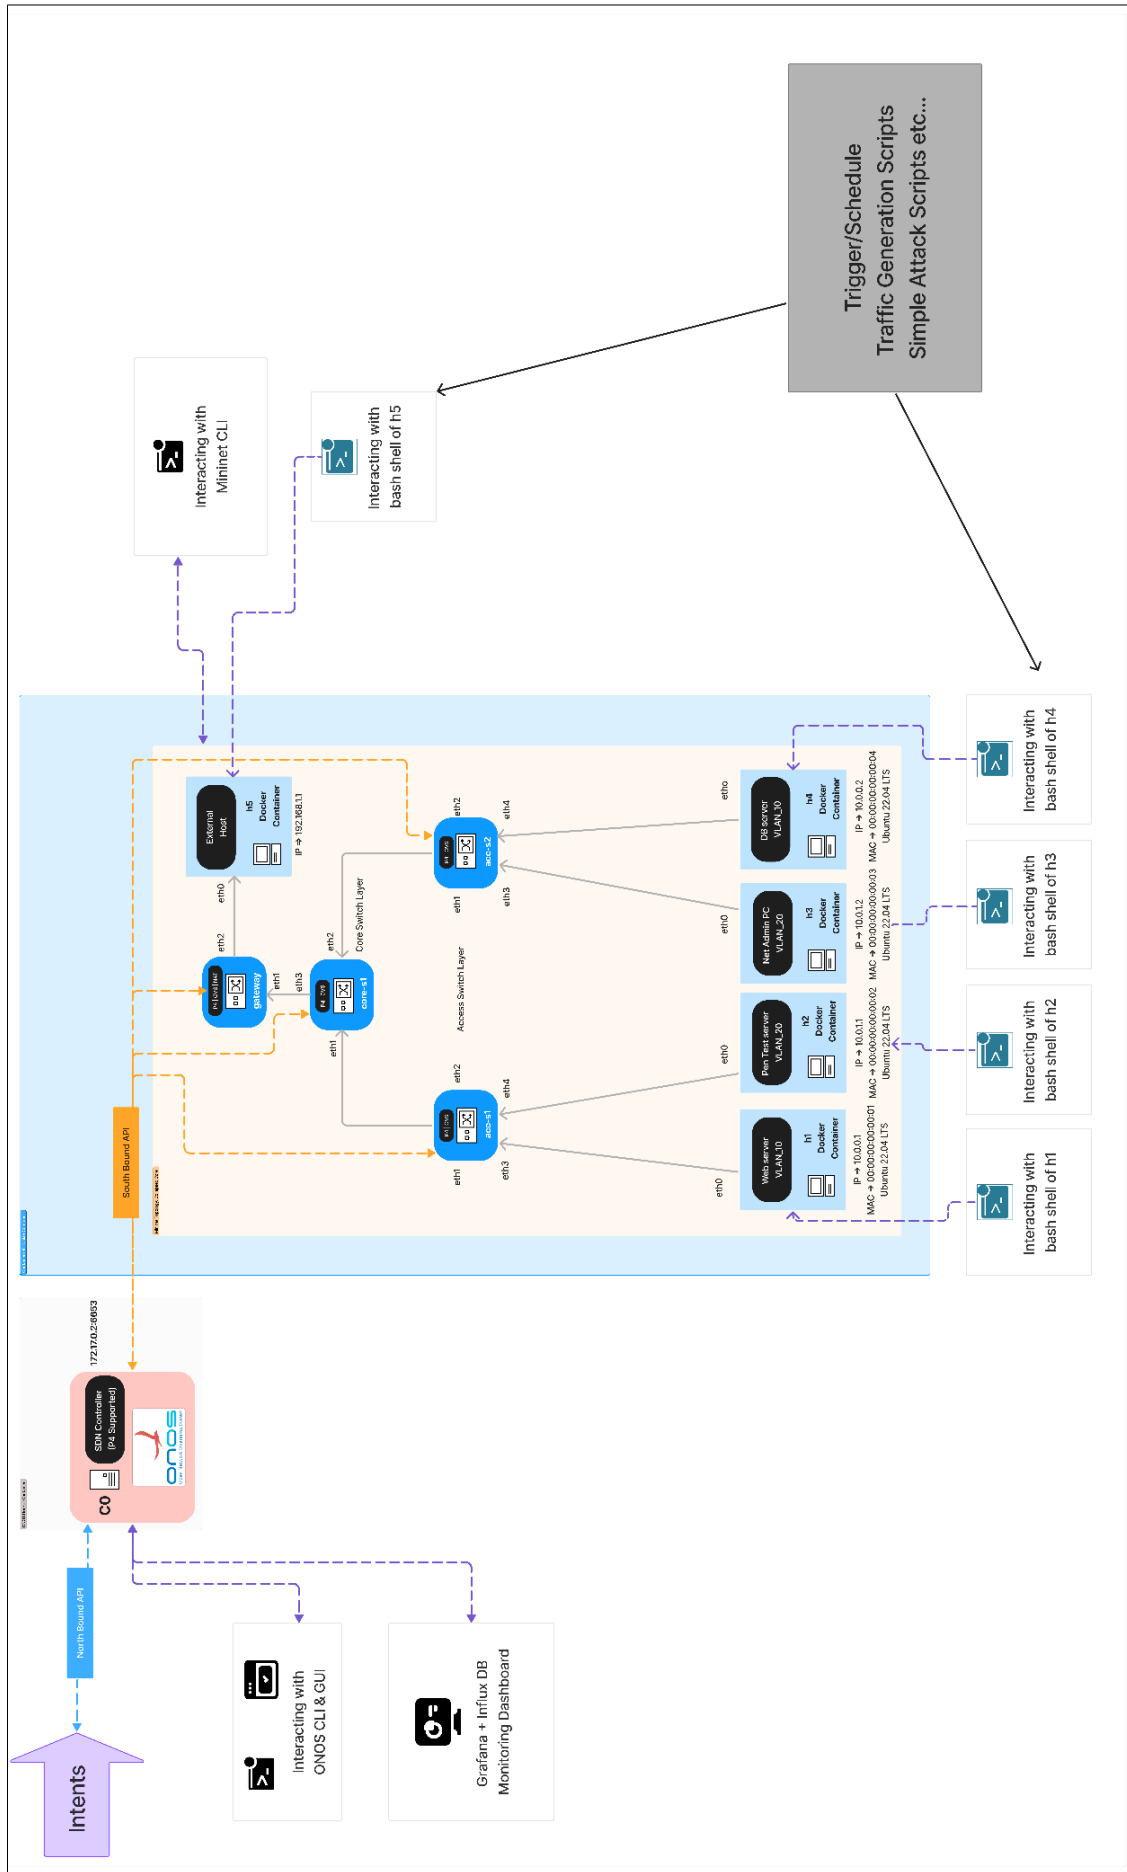 Intents
North Bound API
C0
SDN Controller
(P4 Supported)
172.17.0.2:6653
ONOS
Interacting with
ONOS CLI & GUI
Grafana + Influx DB
Monitoring Dashboard
South Bound API
gateway
eth1
eth2
eth0
External
Host
h5
Docker
Container
IP → 192.168.1.1
core-s1
eth1
eth3
eth2
Core Switch Layer
Access Switch Layer
acc-s1
eth1
eth2
eth3
eth4
acc-s2
eth1
eth2
eth3
eth4
eth0
Web server
VLAN_10
h1
Docker
Container
IP → 10.0.0.1
MAC → 00:00:00:00:00:01
Ubuntu 22.04 LTS
eth0
Pen Test server
VLAN_20
h2
Docker
Container
IP → 10.0.1.1
MAC → 00:00:00:00:00:02
Ubuntu 22.04 LTS
eth0
Net Admin PC
VLAN_20
h3
Docker
Container
IP → 10.0.1.2
MAC → 00:00:00:00:00:03
Ubuntu 22.04 LTS
etho
DB server
VLAN_10
h4
Docker
Container
IP → 10.0.0.2
MAC → 00:00:00:00:00:04
Ubuntu 22.04 LTS
Interacting with
bash shell of h1
Interacting with
bash shell of h2
Interacting with
bash shell of h3
Interacting with
bash shell of h4
Interacting with
Mininet CLI
Interacting with
bash shell of h5
Trigger/Schedule
Traffic Generation Scripts
Simple Attack Scripts etc...